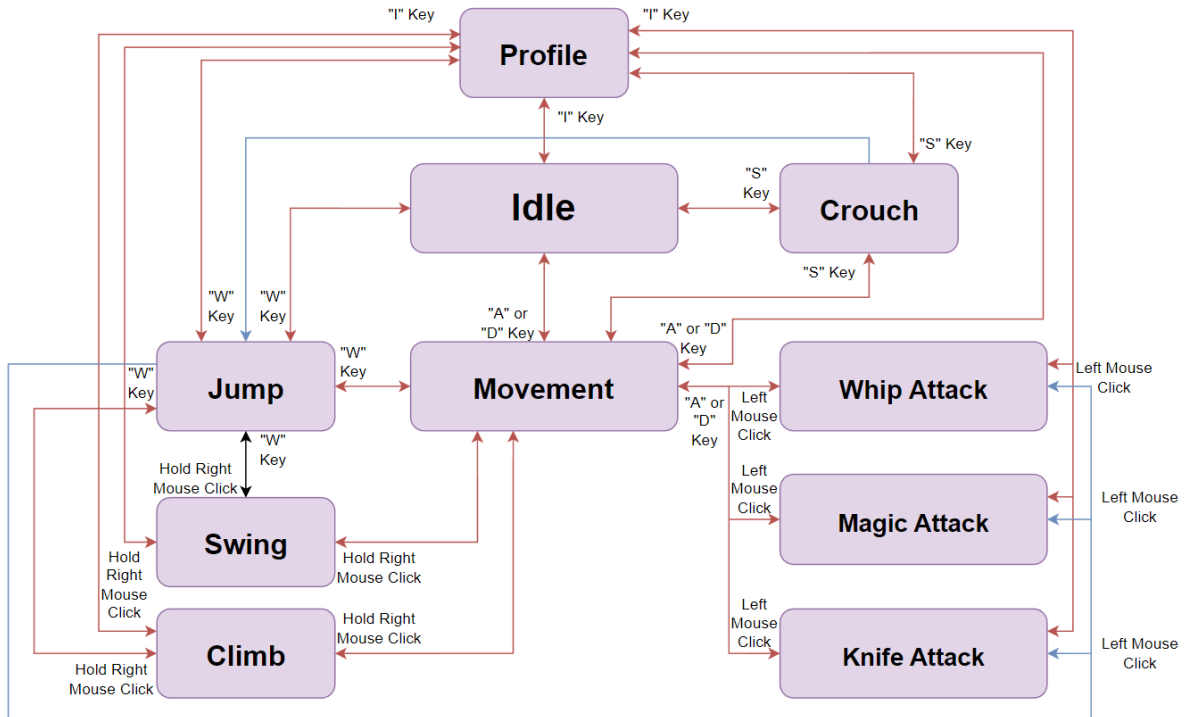 "I" Key
"I" Key
Profile
"I" Key
"S" Key
"S"
Key
Idle
Crouch
"S" Key
"W"
Key
"W"
Key
"A" or
"D" Key
"A" or "D"
Key
"W"
Key
"W"
Key
Jump
Movement
Whip Attack
Left Mouse
Click
"A" or
"D"
Key
Left
Mouse
Click
"W"
Key
Hold Right
Mouse Click
Left
Mouse
Click
Magic Attack
Left Mouse
Click
Swing
Hold
Right
Mouse
Click
Hold Right
Mouse Click
Left
Mouse
Click
Hold Right
Mouse Click
Climb
Knife Attack
Left Mouse
Click
Hold Right
Mouse Click